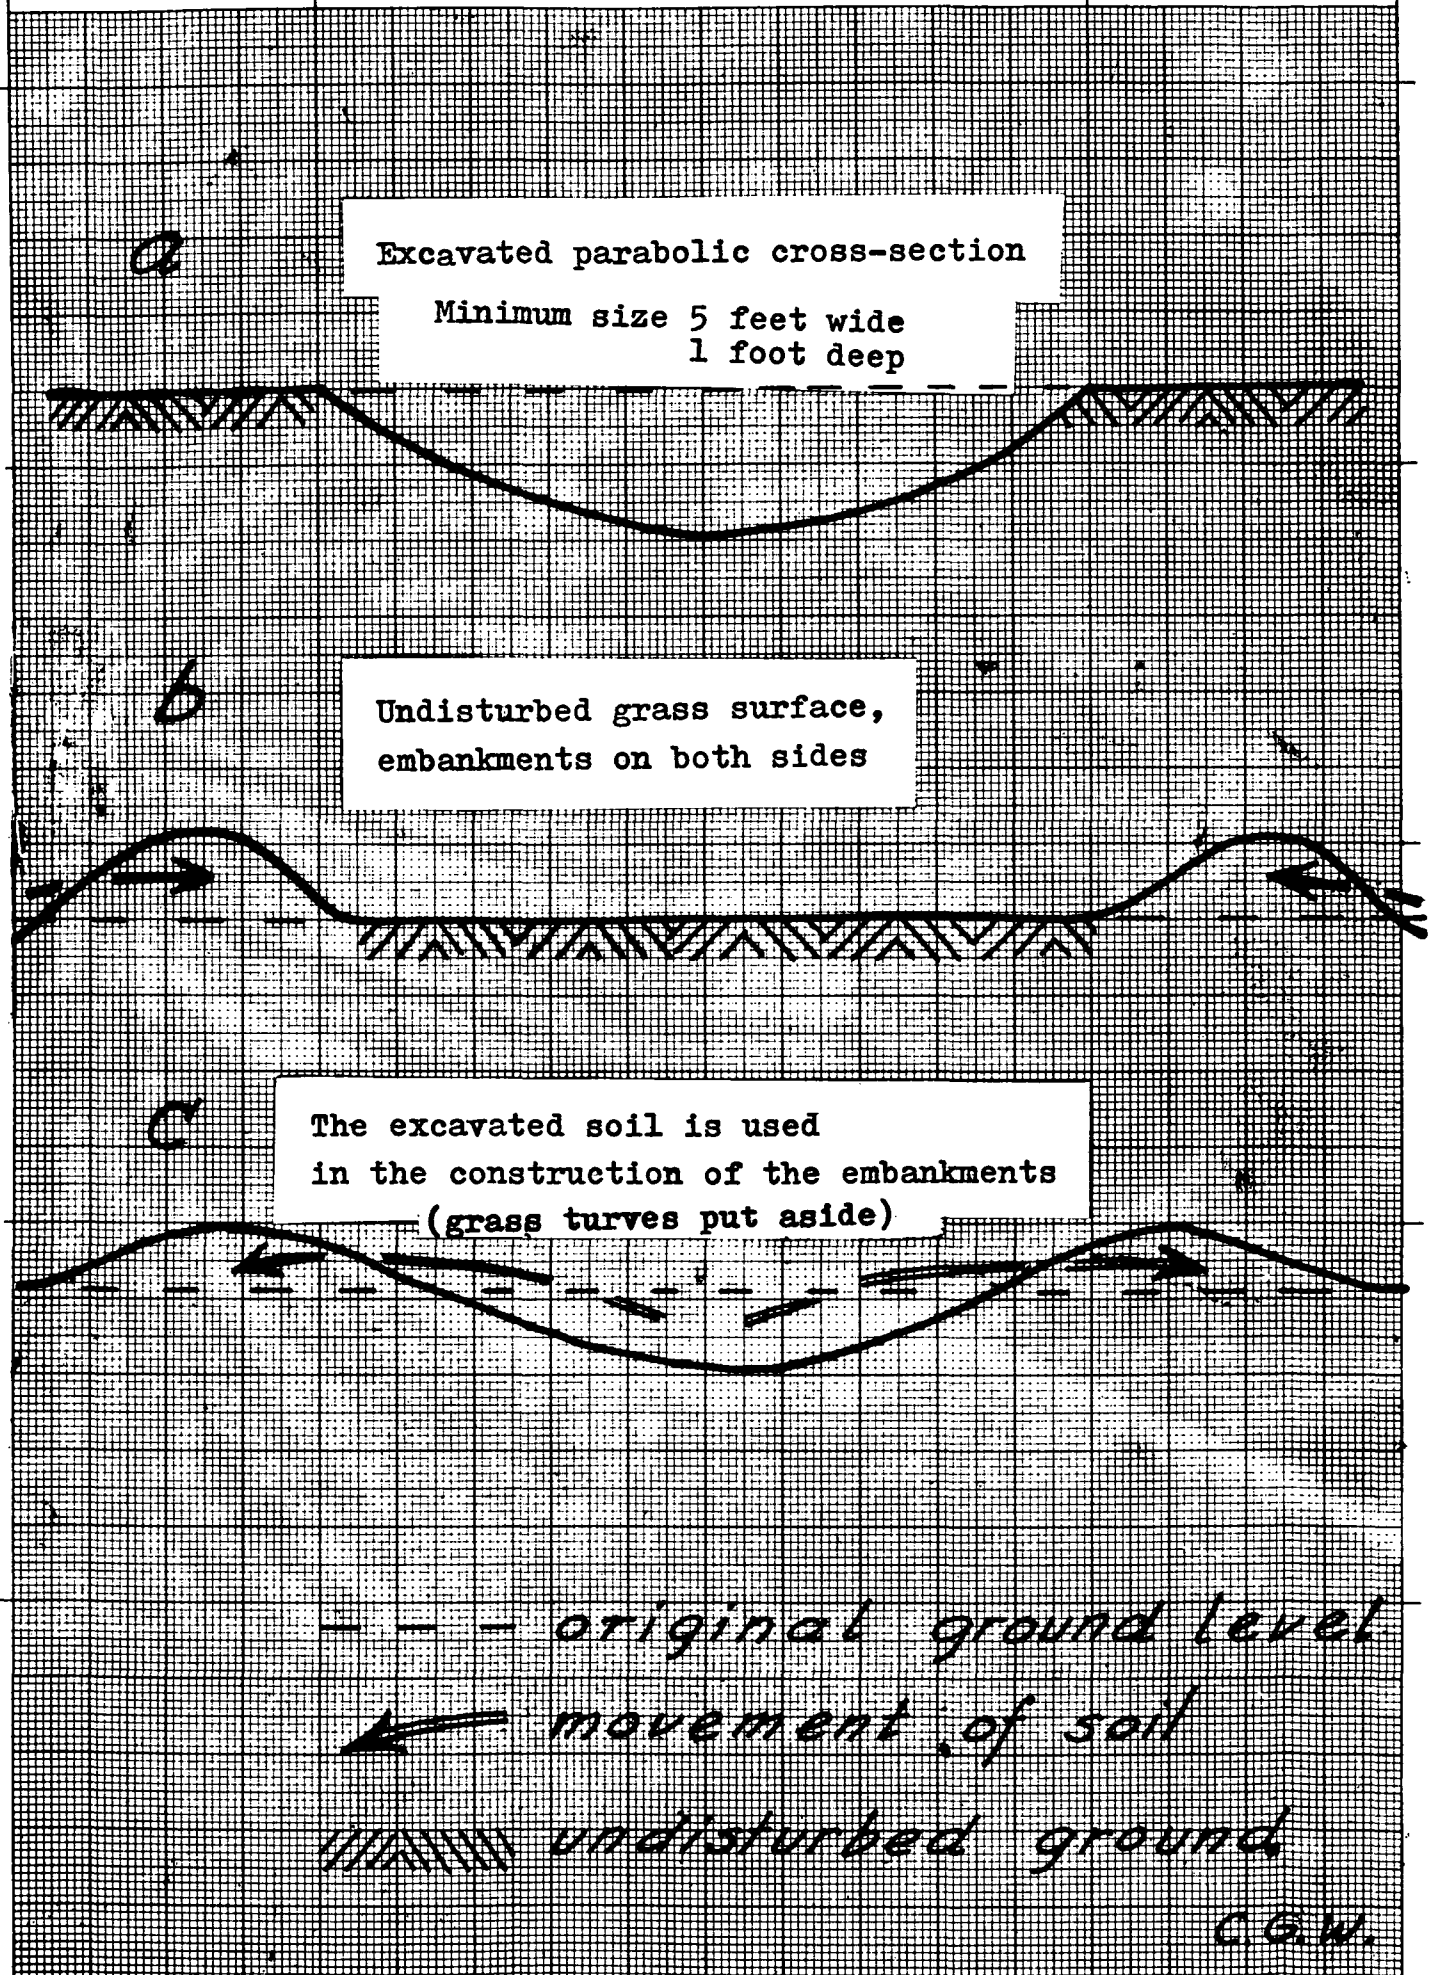 a
Excavated parabolic cross-section
Minimum size 5 feet wide
1 foot deep
b
Undisturbed grass surface,
embankments on both sides
c
The excavated soil is used
in the construction of the embankments
(grass turves put aside)
original ground level
movement of soil
undisturbed ground
C.G.W.